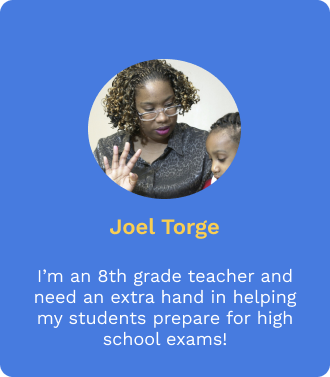 Joel Torge
I’m an 8th grade teacher and
need an extra hand in helping
my students prepare for high
school exams!